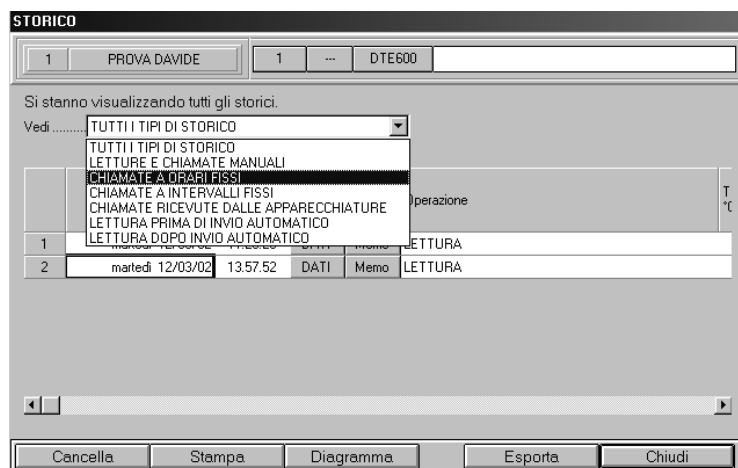 STORICO
1 PROVA DAVIDE 1 --- DTE600
Si stanno visualizzando tutti gli storici.
Vedi .......... TUTTI I TIPI DI STORICO
TUTTI I TIPI DI STORICO
LETTURE E CHIAMATE MANUALI
CHIAMATE A ORARI FISSI
CHIAMATE A INTERVALLI FISSI
CHIAMATE RICEVUTE DALLE APPARECCHIATURE
LETTURA PRIMA DI INVIO AUTOMATICO
LETTURA DOPO INVIO AUTOMATICO
Operazione
T
1 LETTURA
2 martedì 12/03/02 13.57.52 DATI Memo LETTURA
Cancella Stampa Diagramma Esporta Chiudi